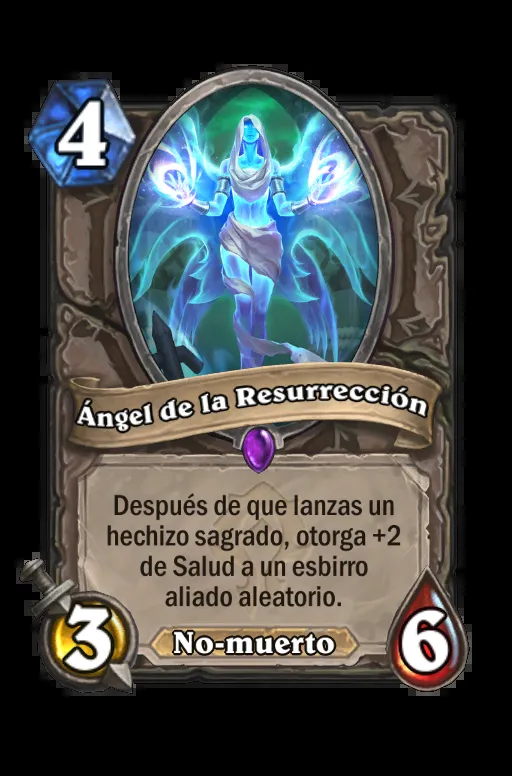 4
Ángel de la Resurrección
Después de que lanzas un
hechizo sagrado, otorga +2
de Salud a un esbirro
aliado aleatorio.
3
No-muerto
6